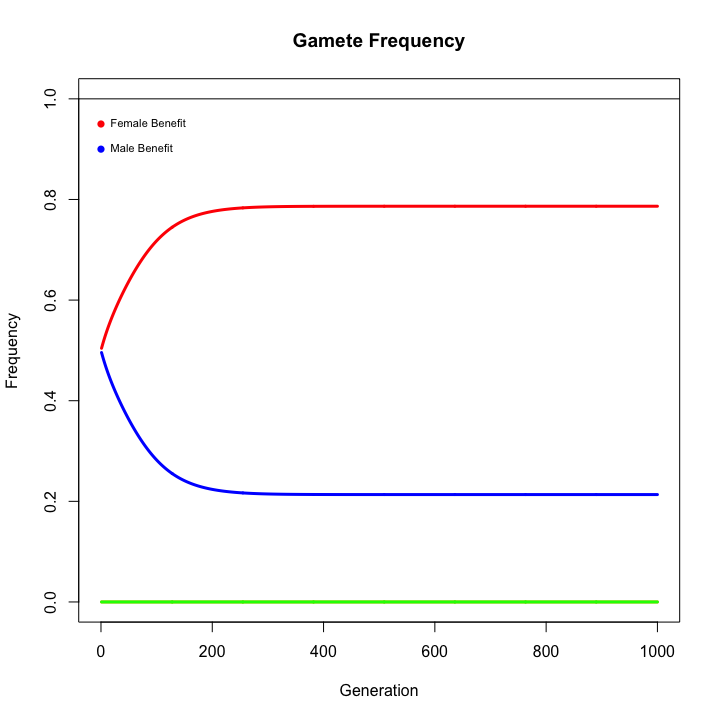 Gamete Frequency
Female Benefit
Male Benefit
1.0
0.8
0.6
0.4
0.2
0.0
Frequency
0 200 400 600 800 1000
Generation